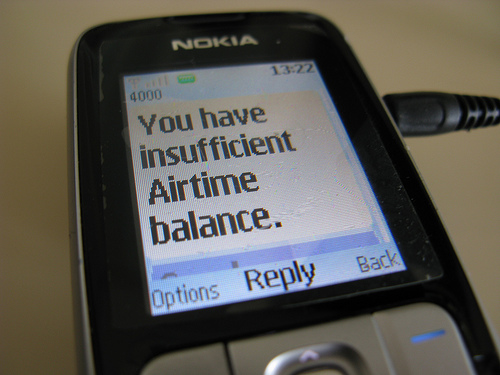 NOKIA
13:22
4000
You have
insufficient
Airtime
balance.
Options Reply Back